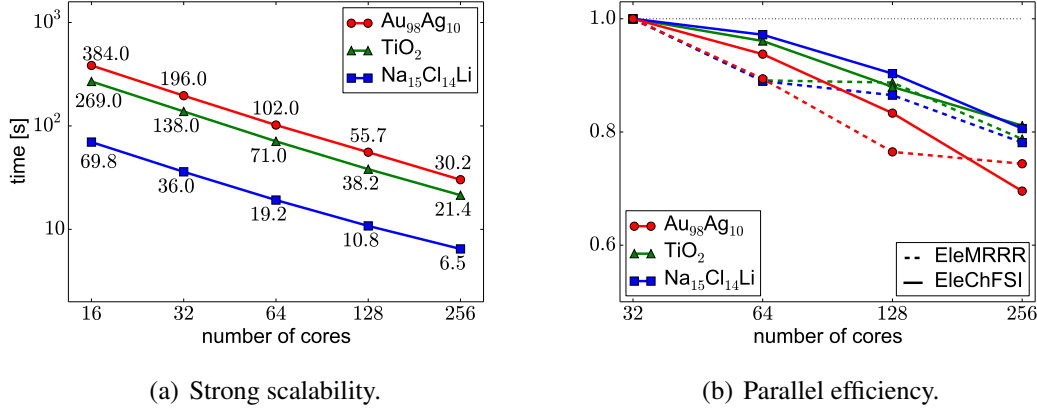 10³
10²
10
time [s]
384.0
196.0
102.0
55.7
30.2
269.0
138.0
71.0
38.2
21.4
69.8
36.0
19.2
10.8
6.5
Au₉₈Ag₁₀
TiO₂
Na₁₅Cl₁₄Li
16 32 64 128 256
number of cores
(a) Strong scalability.
1.0
0.8
0.6
Au₉₈Ag₁₀
TiO₂
Na₁₅Cl₁₄Li
EleMRRR
EleChFSI
32 64 128 256
number of cores
(b) Parallel efficiency.